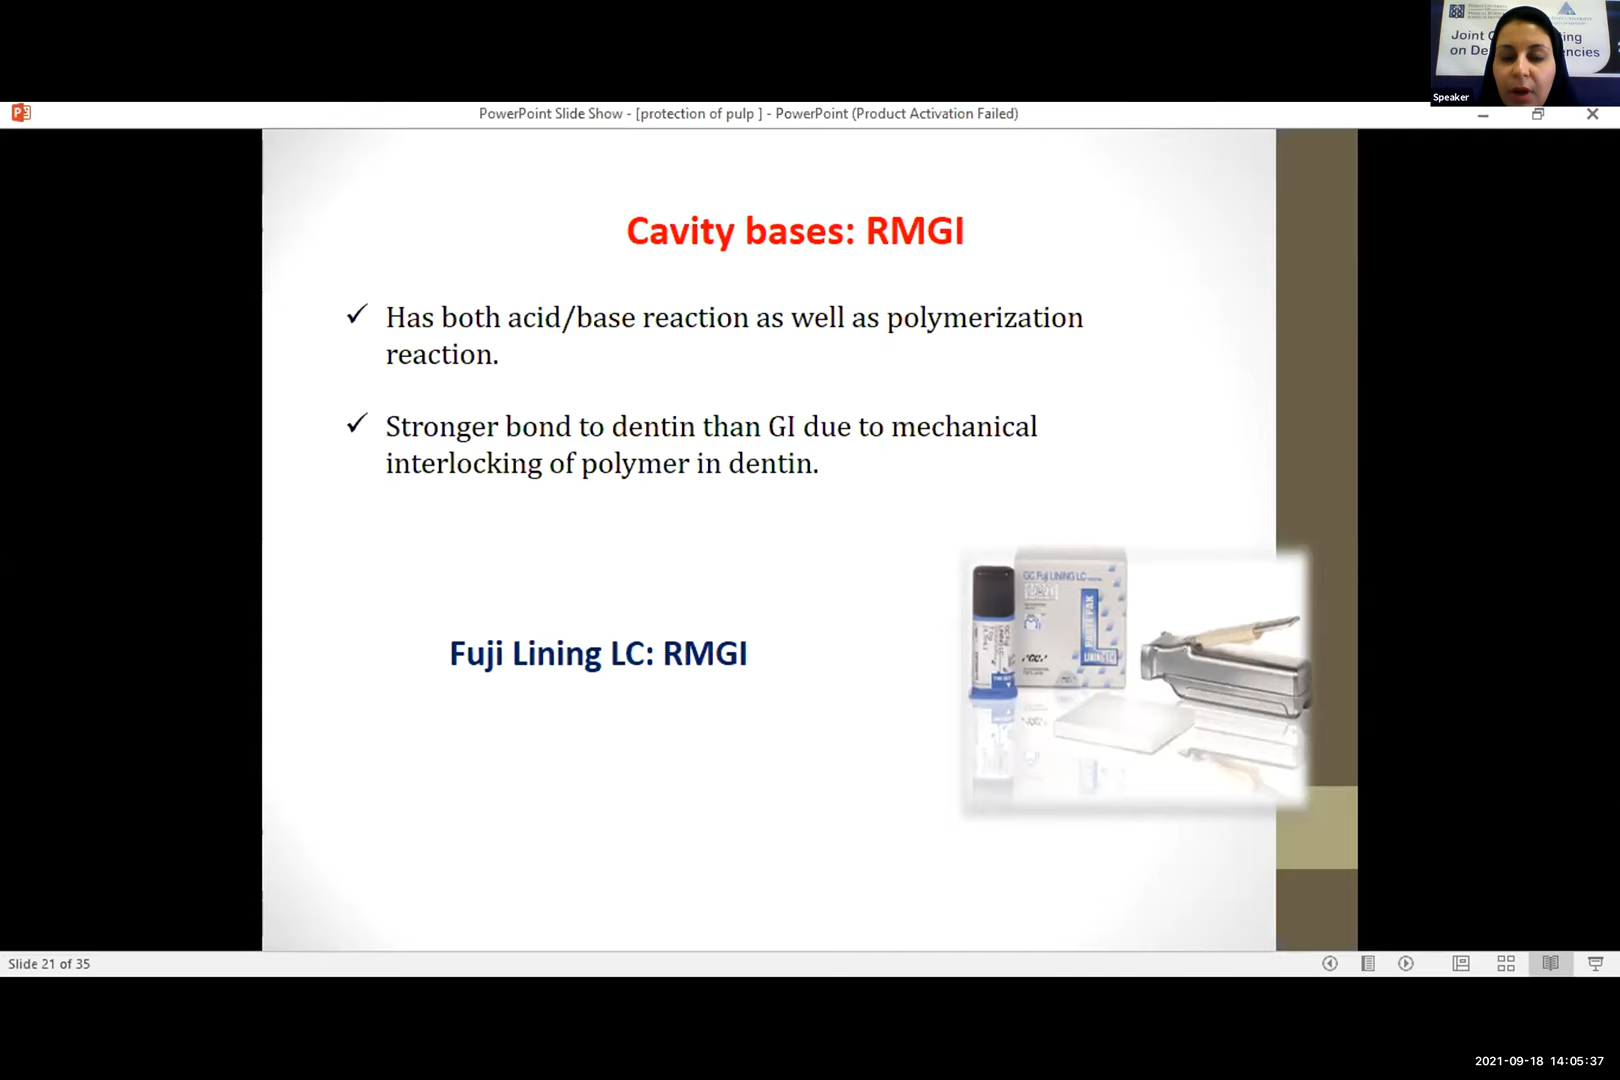 Joint
ing
on De
encies
Speaker
PowerPoint Slide Show - [protection of pulp ] - PowerPoint (Product Activation Failed)
Cavity bases: RMGI
✓ Has both acid/base reaction as well as polymerization
reaction.
✓ Stronger bond to dentin than GI due to mechanical
interlocking of polymer in dentin.
GC Fuji LINING LC
LINING LC
GC
Fuji Lining LC: RMGI
Slide 21 of 35
2021-09-18 14:05:37